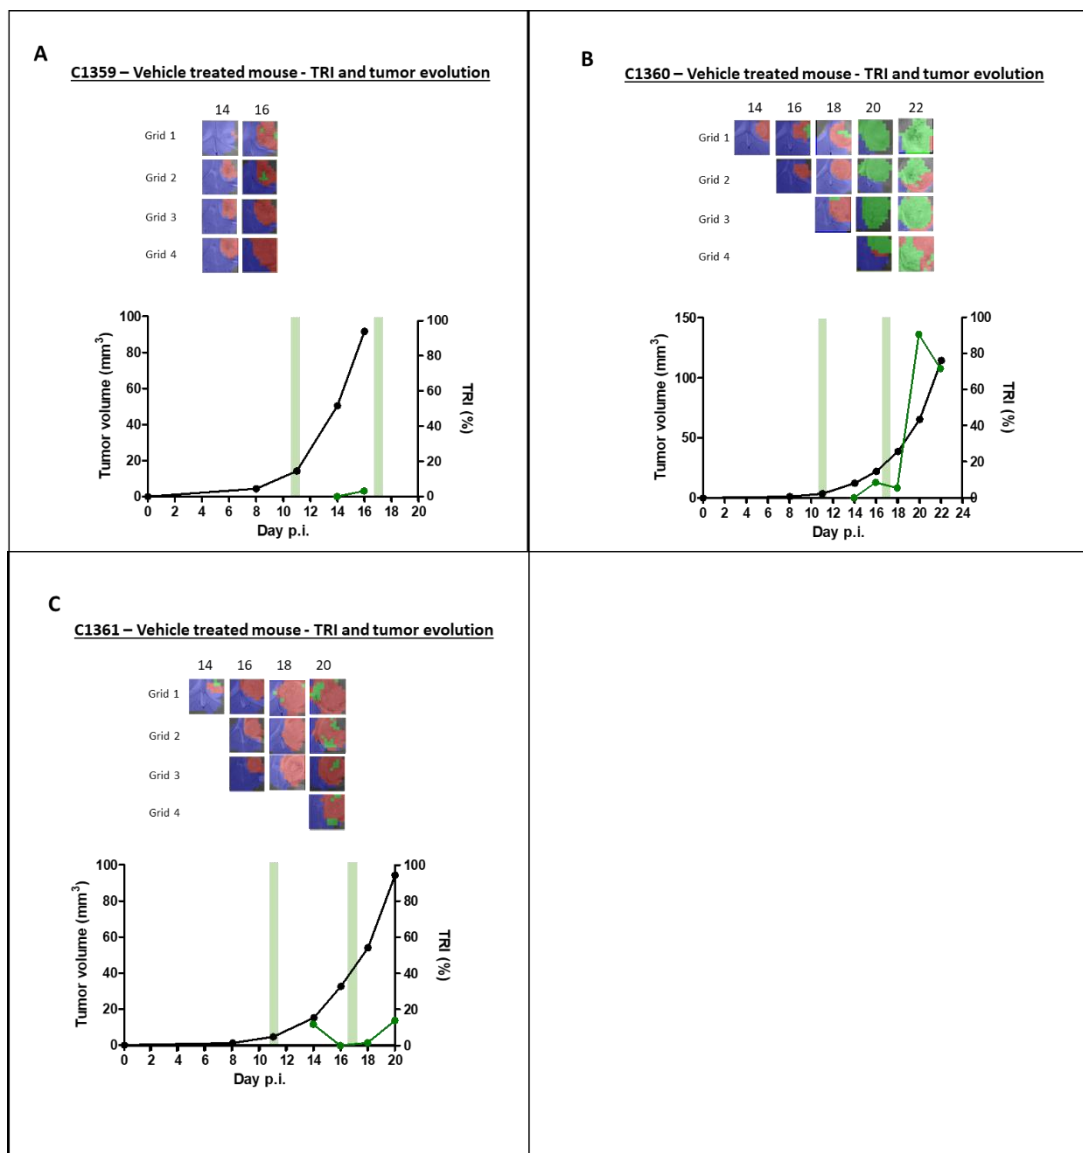 A
C1359 – Vehicle treated mouse - TRI and tumor evolution
14 16
Grid 1
Grid 2
Grid 3
Grid 4
Tumor volume (mm³)
100
80
60
40
20
0
TRI (%)
100
80
60
40
20
0
0 2 4 6 8 10 12 14 16 18 20
Day p.i.
B
C1360 – Vehicle treated mouse - TRI and tumor evolution
14 16 18 20 22
Grid 1
Grid 2
Grid 3
Grid 4
Tumor volume (mm³)
150
100
50
0
TRI (%)
100
80
60
40
20
0
0 2 4 6 8 10 12 14 16 18 20 22 24
Day p.i.
C
C1361 – Vehicle treated mouse - TRI and tumor evolution
14 16 18 20
Grid 1
Grid 2
Grid 3
Grid 4
Tumor volume (mm³)
100
80
60
40
20
0
TRI (%)
100
80
60
40
20
0
0 2 4 6 8 10 12 14 16 18 20
Day p.i.